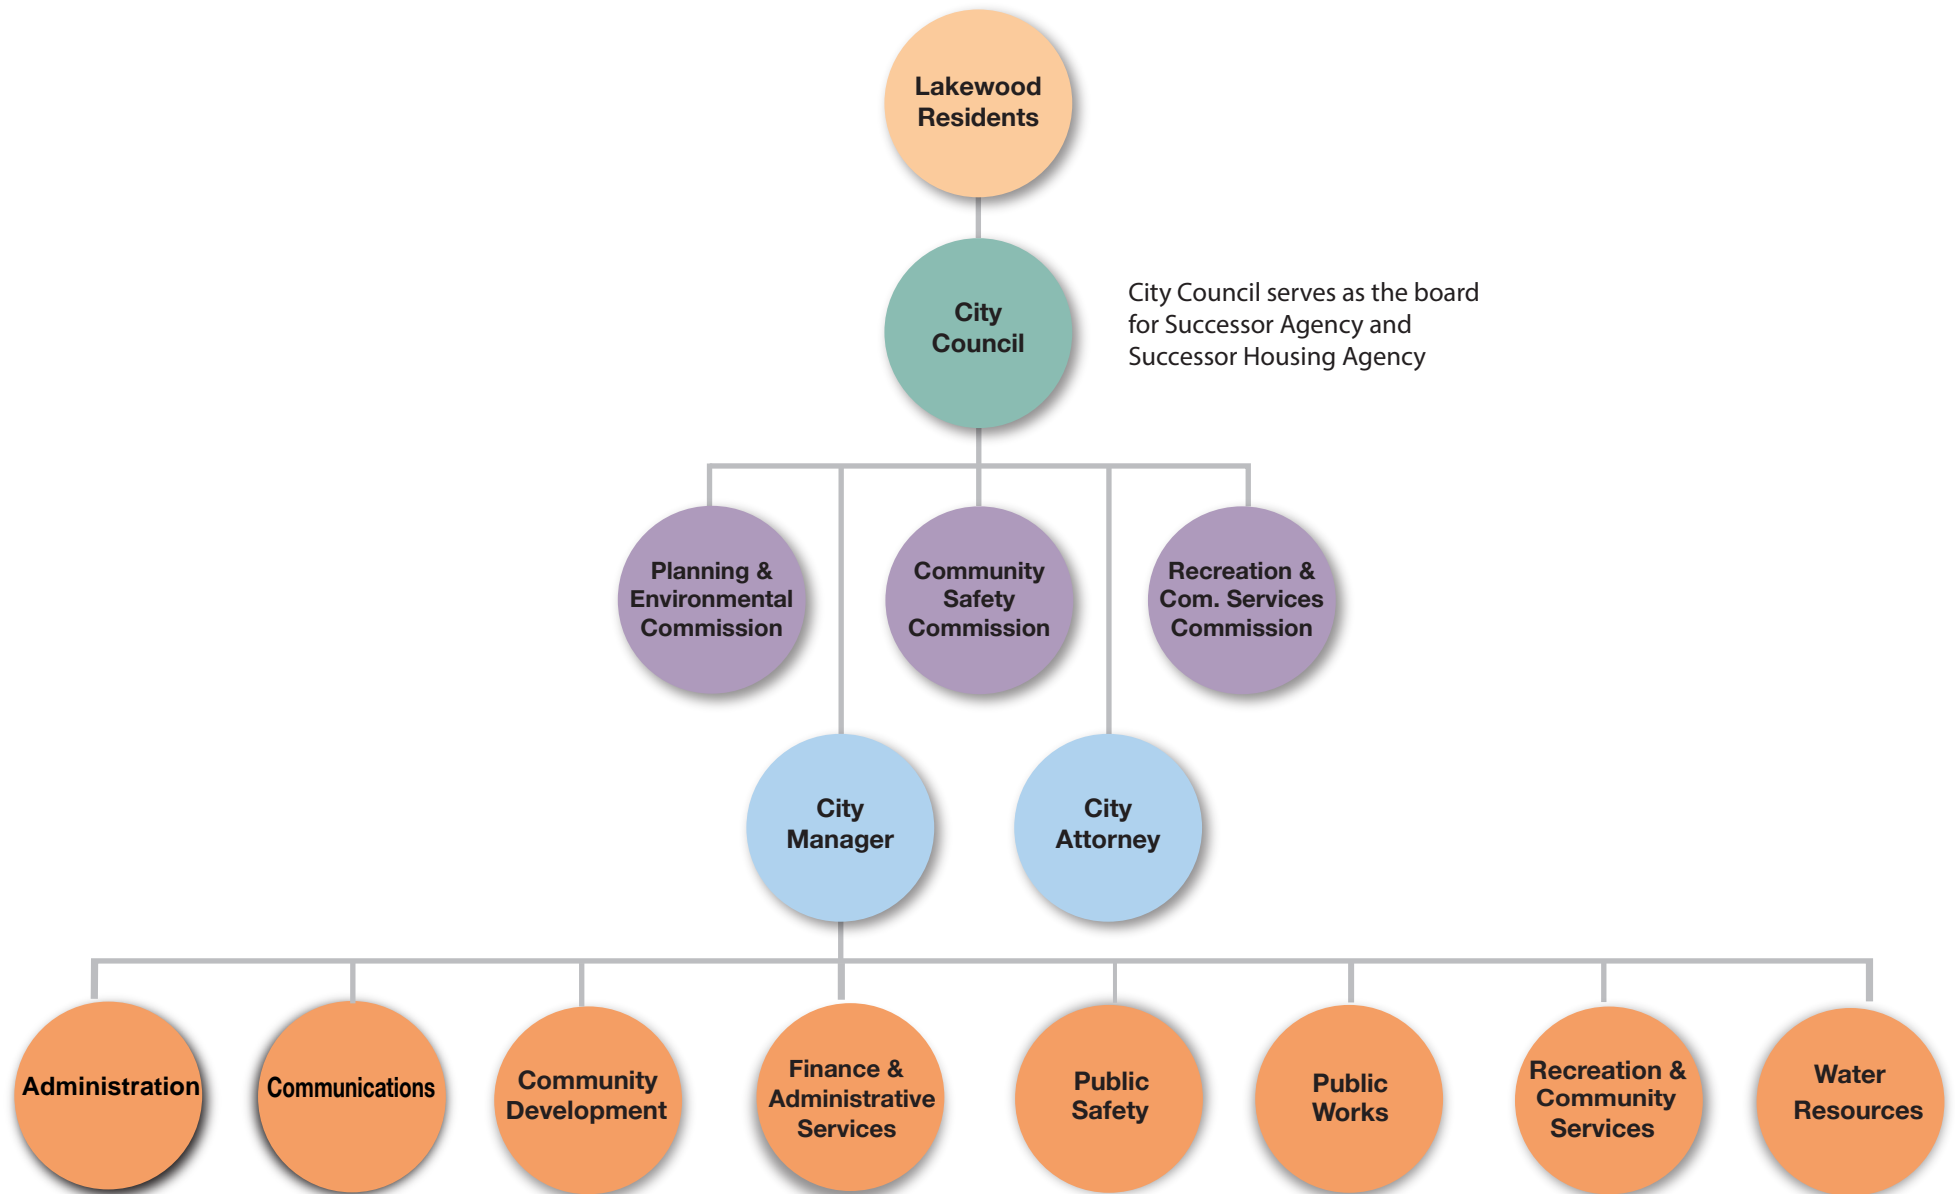 Lakewood
Residents
City
Council
City Council serves as the board
for Successor Agency and
Successor Housing Agency
Planning &
Environmental
Commission
Community
Safety
Commission
Recreation &
Com. Services
Commission
City
Manager
City
Attorney
Administration
Communications
Community
Development
Finance &
Administrative
Services
Public
Safety
Public
Works
Recreation &
Community
Services
Water
Resources